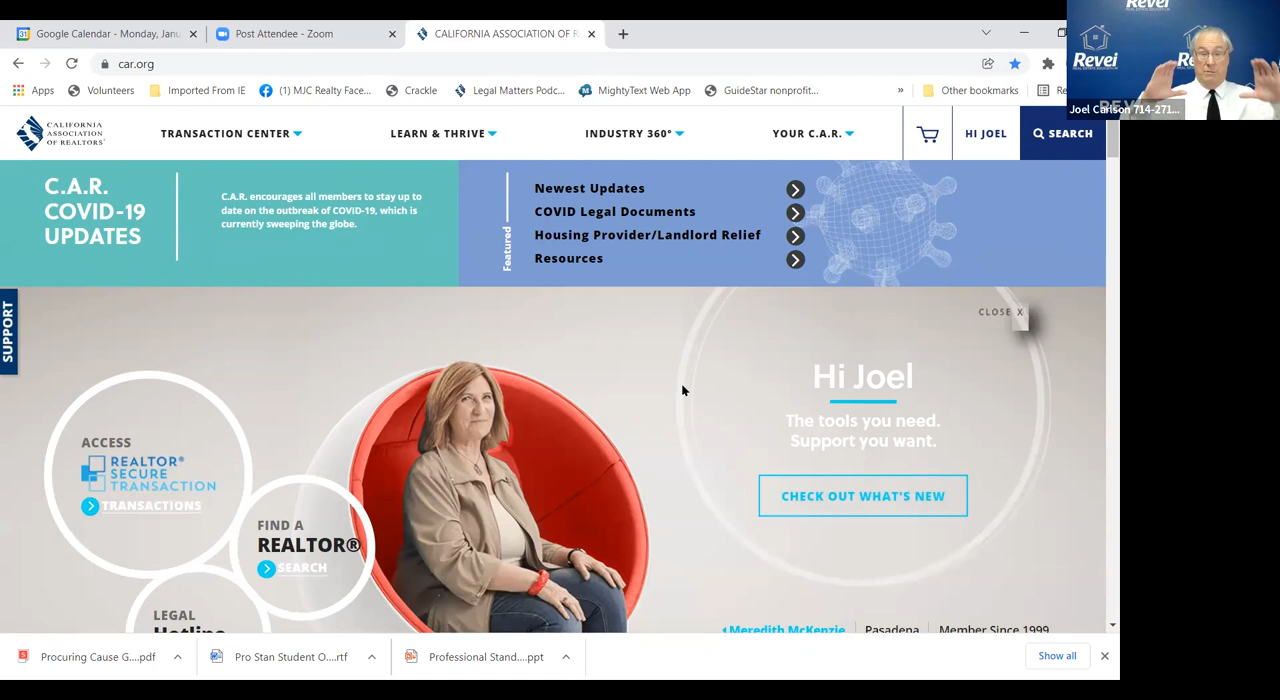 Google Calendar - Monday, Janu
Post Attendee - Zoom
CALIFORNIA ASSOCIATION OF R
car.org
Apps
Volunteers
Imported From IE
(1) MJC Realty Face...
Crackle
Legal Matters Podc...
MightyText Web App
GuideStar nonprofit...
»
Other bookmarks
Revei
Revei
Joel Carlson 714-271...
CALIFORNIA
ASSOCIATION
OF REALTORS®
TRANSACTION CENTER
LEARN & THRIVE
INDUSTRY 360°
YOUR C.A.R.
HI JOEL
SEARCH
C.A.R.
COVID-19
UPDATES
C.A.R. encourages all members to stay up to
date on the outbreak of COVID-19, which is
currently sweeping the globe.
Featured
Newest Updates
COVID Legal Documents
Housing Provider/Landlord Relief
Resources
SUPPORT
CLOSE X
Hi Joel
The tools you need.
Support you want.
CHECK OUT WHAT'S NEW
ACCESS
REALTOR®
SECURE
TRANSACTION
TRANSACTIONS
FIND A
REALTOR®
SEARCH
LEGAL
Hotline
Meredith McKenzie
Pasadena
Member Since 1999
Procuring Cause G....pdf
Pro Stan Student O....rtf
Professional Stand....ppt
Show all